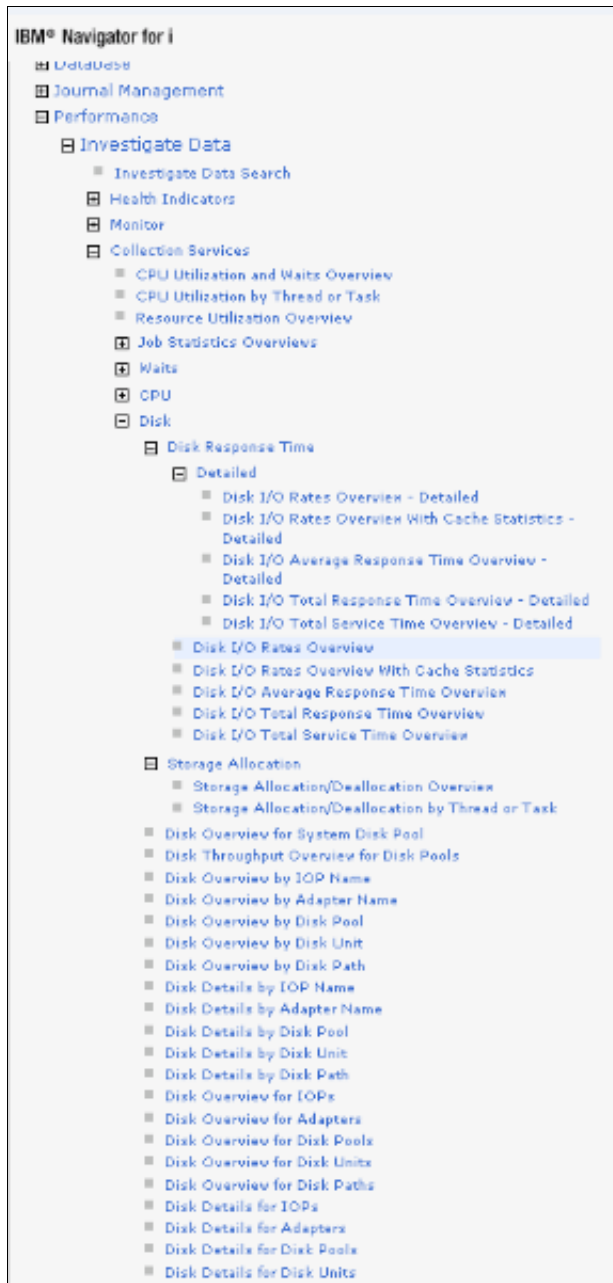 IBM® Navigator for i
Database
Journal Management
Performance
Investigate Data
Investigate Data Search
Health Indicators
Monitor
Collection Services
CPU Utilization and Waits Overview
CPU Utilization by Thread or Task
Resource Utilization Overview
Job Statistics Overviews
Waits
CPU
Disk
Disk Response Time
Detailed
Disk I/O Rates Overview - Detailed
Disk I/O Rates Overview With Cache Statistics -
Detailed
Disk I/O Average Response Time Overview -
Detailed
Disk I/O Total Response Time Overview - Detailed
Disk I/O Total Service Time Overview - Detailed
Disk I/O Rates Overview
Disk I/O Rates Overview With Cache Statistics
Disk I/O Average Response Time Overview
Disk I/O Total Response Time Overview
Disk I/O Total Service Time Overview
Storage Allocation
Storage Allocation/Deallocation Overview
Storage Allocation/Deallocation by Thread or Task
Disk Overview for System Disk Pool
Disk Throughput Overview for Disk Pools
Disk Overview by IOP Name
Disk Overview by Adapter Name
Disk Overview by Disk Pool
Disk Overview by Disk Unit
Disk Overview by Disk Path
Disk Details by IOP Name
Disk Details by Adapter Name
Disk Details by Disk Pool
Disk Details by Disk Unit
Disk Details by Disk Path
Disk Overview for IOPs
Disk Overview for Adapters
Disk Overview for Disk Pools
Disk Overview for Disk Units
Disk Overview for Disk Paths
Disk Details for IOPs
Disk Details for Adapters
Disk Details for Disk Pools
Disk Details for Disk Units